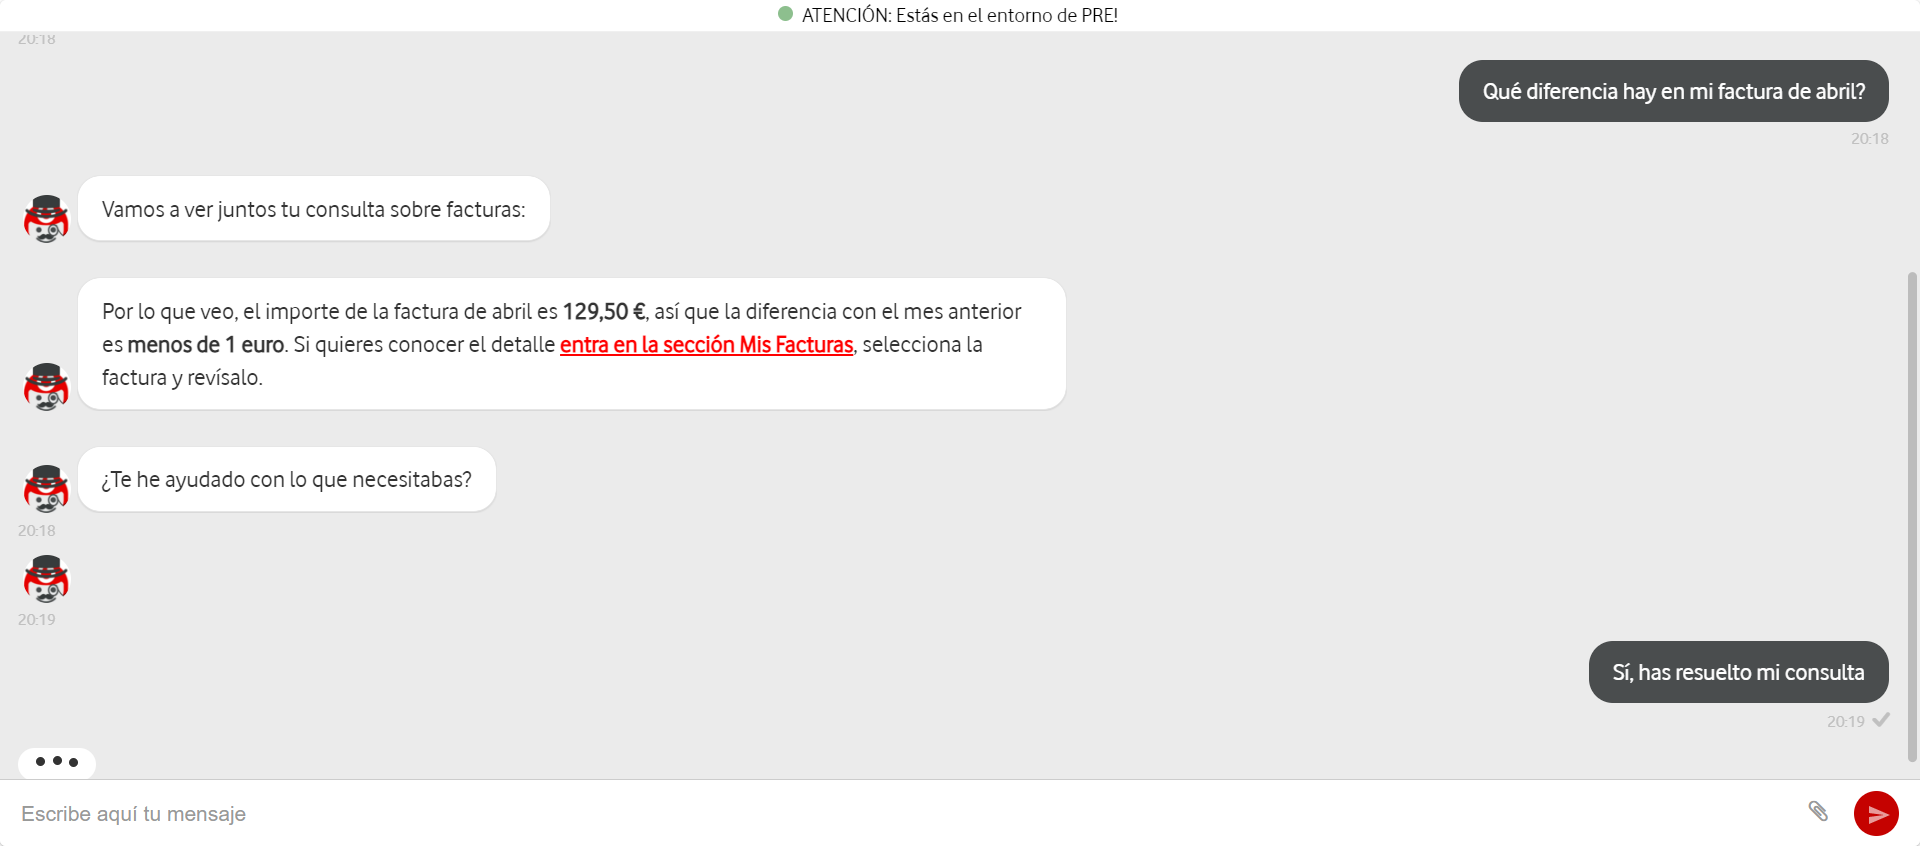 ATENCIÓN: Estás en el entorno de PRE!
20:18
Qué diferencia hay en mi factura de abril?
20:18
Vamos a ver juntos tu consulta sobre facturas:
Por lo que veo, el importe de la factura de abril es 129,50 €, así que la diferencia con el mes anterior
es menos de 1 euro. Si quieres conocer el detalle entra en la sección Mis Facturas, selecciona la
factura y revísalo.
¿Te he ayudado con lo que necesitabas?
20:18
20:19
Sí, has resuelto mi consulta
20:19
Escribe aquí tu mensaje